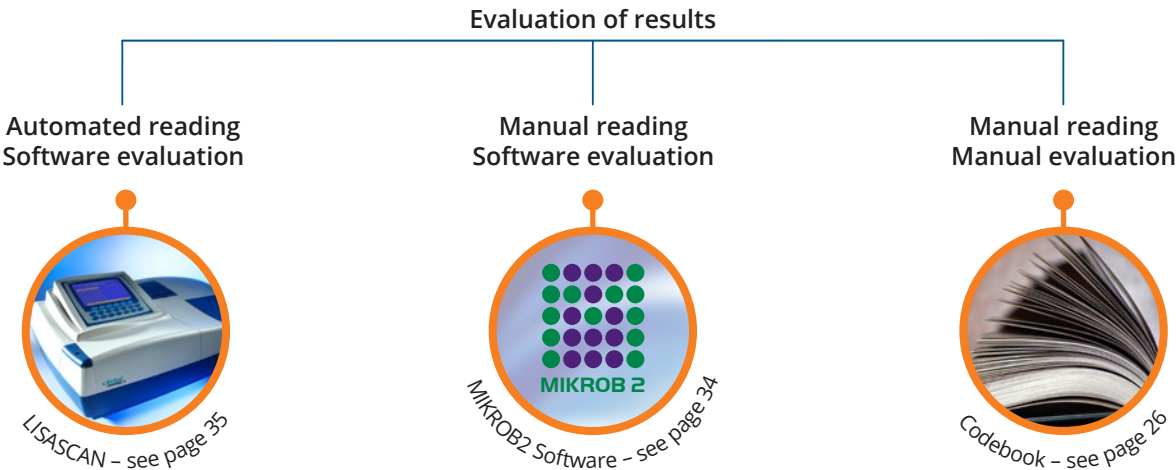 Evaluation of results
Automated reading
Software evaluation
LISASCAN – see page 35
Manual reading
Software evaluation
MIKROB 2
MIKROB2 Software – see page 34
Manual reading
Manual evaluation
Codebook – see page 26